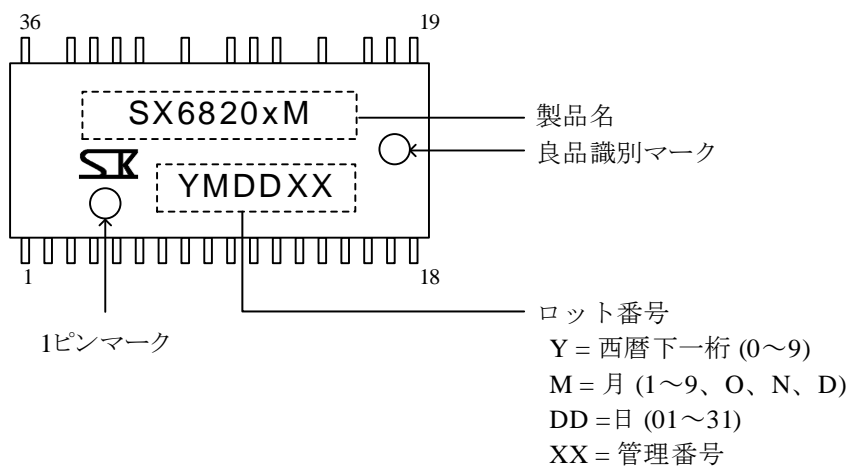 36 19
SX6820xM
製品名
良品識別マーク
SK
YMDDXX
1 18
1ピンマーク
ロット番号
Y = 西暦下一桁 (0～9)
M = 月 (1～9、O、N、D)
DD =日 (01～31)
XX = 管理番号